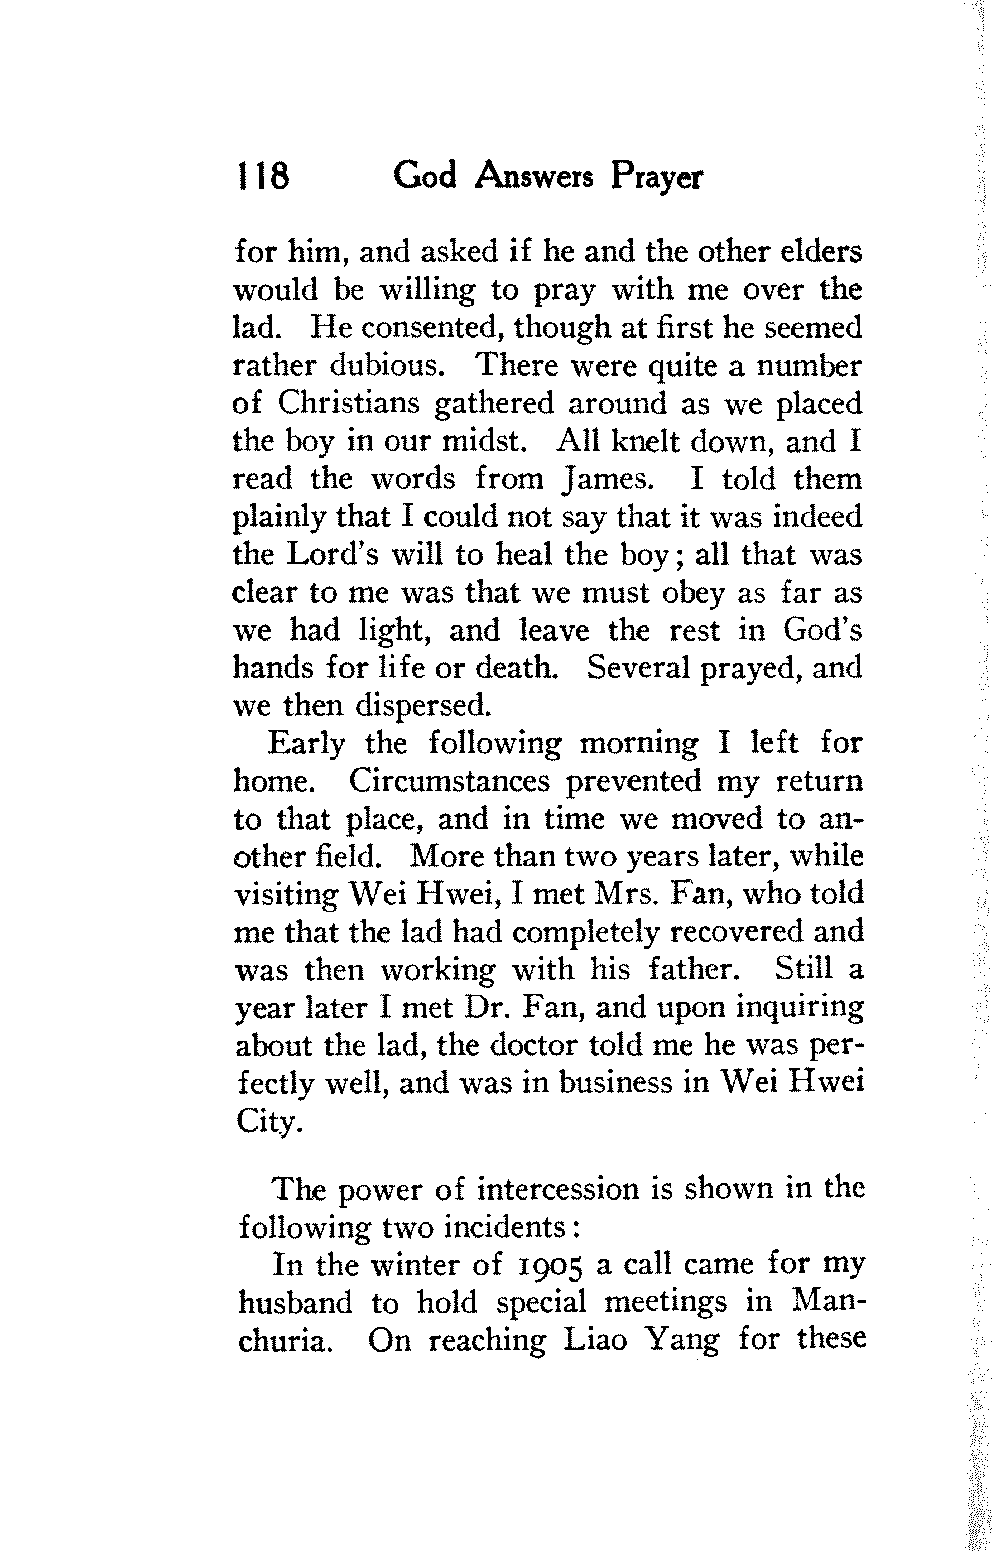 118 God Answers Prayer
for him, and asked if he and the other elders
would be willing to pray with me over the
lad. He consented, though at first he seemed
rather dubious. There were quite a number
of Christians gathered around as we placed
the boy in our midst. All knelt down, and I
read the words from James. I told them
plainly that I could not say that it was indeed
the Lord's will to heal the boy; all that was
clear to me was that we must obey as far as
we had light, and leave the rest in God's
hands for life or death. Several prayed, and
we then dispersed.
Early the following morning I left for
home. Circumstances prevented my return
to that place, and in time we moved to an-
other field. More than two years later, while
visiting Wei Hwei, I met Mrs. Fan, who told
me that the lad had completely recovered and
was then working with his father. Still a
year later I met Dr. Fan, and upon inquiring
about the lad, the doctor told me he was per-
fectly well, and was in business in Wei Hwei
City.
The power of intercession is shown in the
following two incidents:
In the winter of 1905 a call came for my
husband to hold special meetings in Man-
churia. On reaching Liao Yang for these